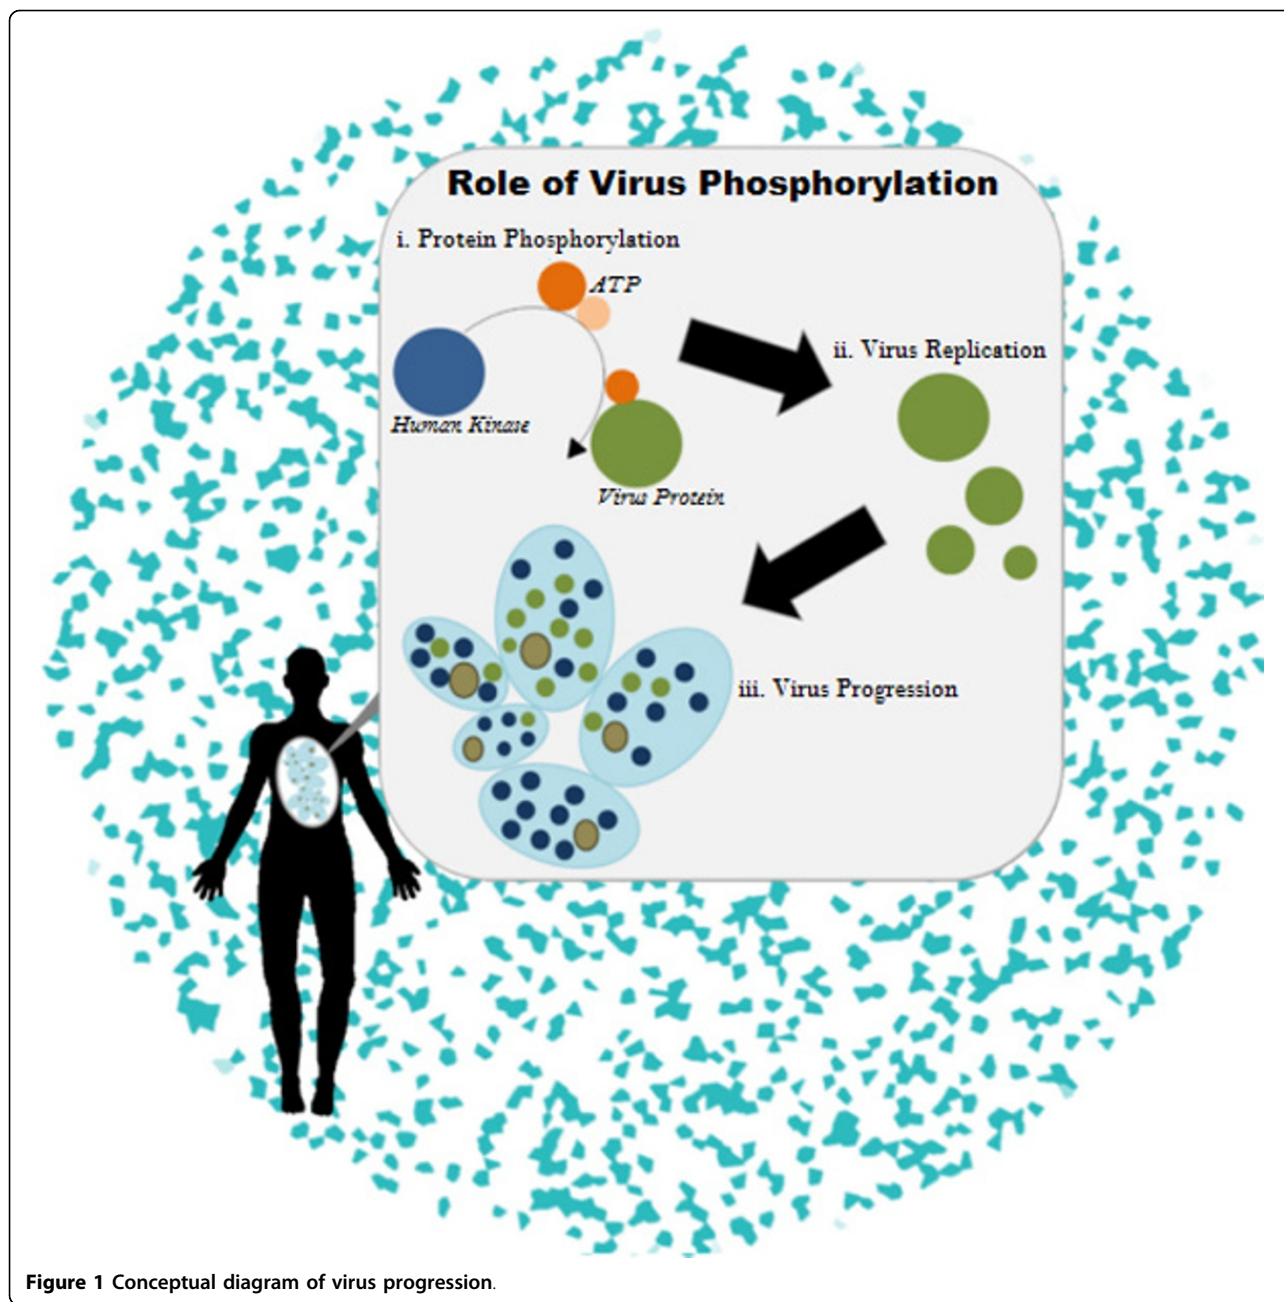 Role of Virus Phosphorylation
i. Protein Phosphorylation
ATP
ii. Virus Replication
Human Kinase
Virus Protein
iii. Virus Progression
Figure 1 Conceptual diagram of virus progression.